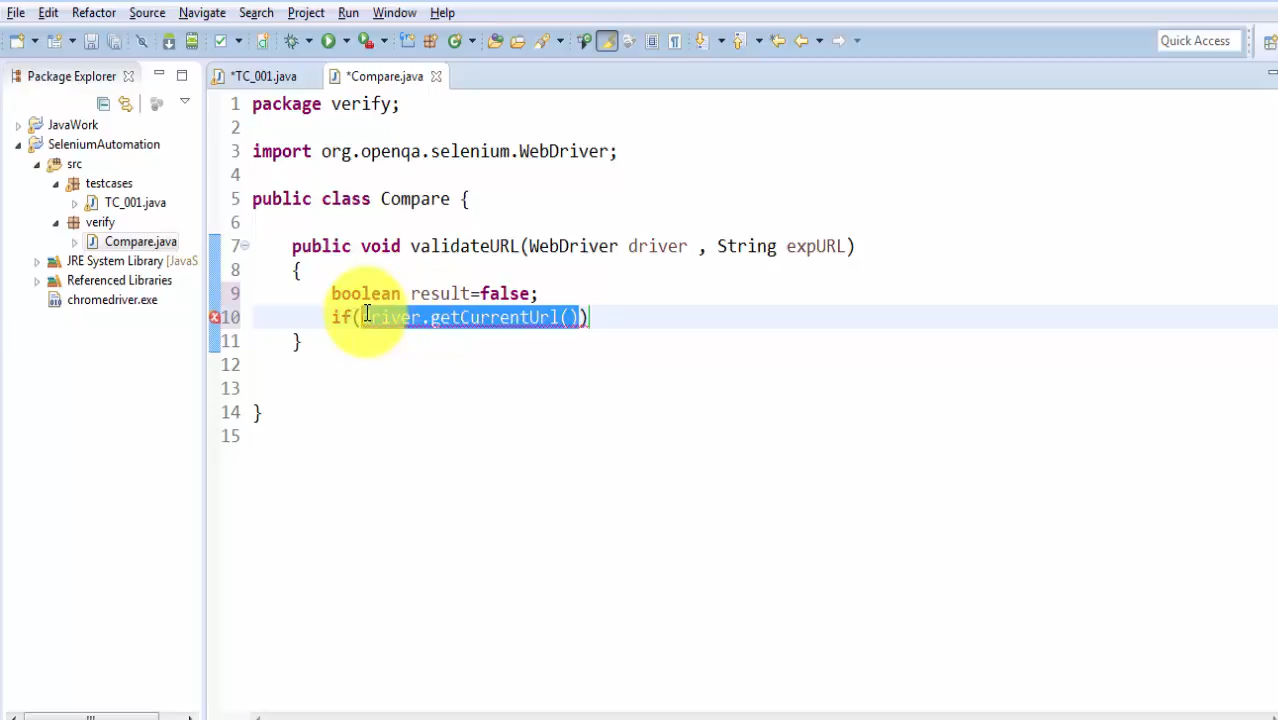 File Edit Refactor Source Navigate Search Project Run Window Help
Quick Access
Package Explorer
*TC_001.java
*Compare.java
JavaWork
SeleniumAutomation
src
testcases
TC_001.java
verify
Compare.java
JRE System Library [JavaS
Referenced Libraries
chromedriver.exe
1 package verify;
2
3 import org.openqa.selenium.WebDriver;
4
5 public class Compare {
6
7 public void validateURL(WebDriver driver , String expURL)
8 {
9 boolean result=false;
10 if(driver.getCurrentUrl())
11 }
12
13
14 }
15